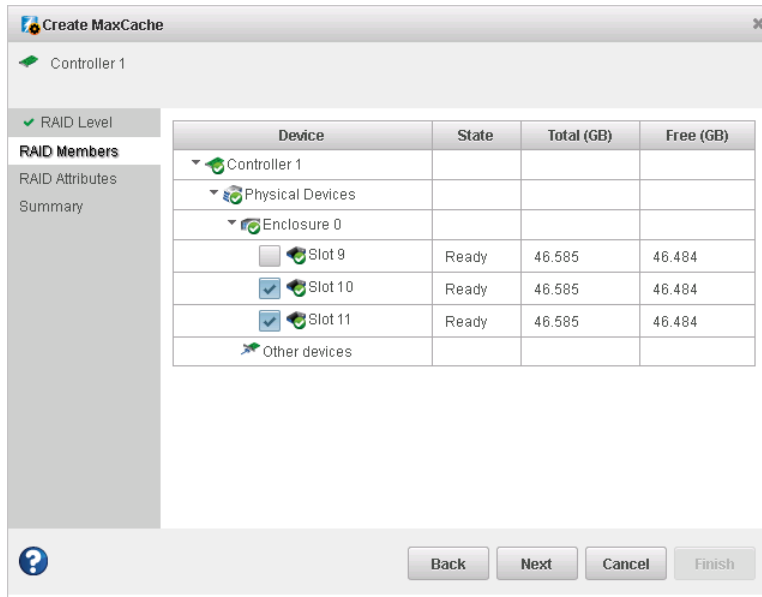 Create MaxCache
Controller 1
RAID Level
RAID Members
RAID Attributes
Summary
Device State Total (GB) Free (GB)
Controller 1
Physical Devices
Enclosure 0
Slot 9 Ready 46.585 46.484
Slot 10 Ready 46.585 46.484
Slot 11 Ready 46.585 46.484
Other devices
? Back Next Cancel Finish